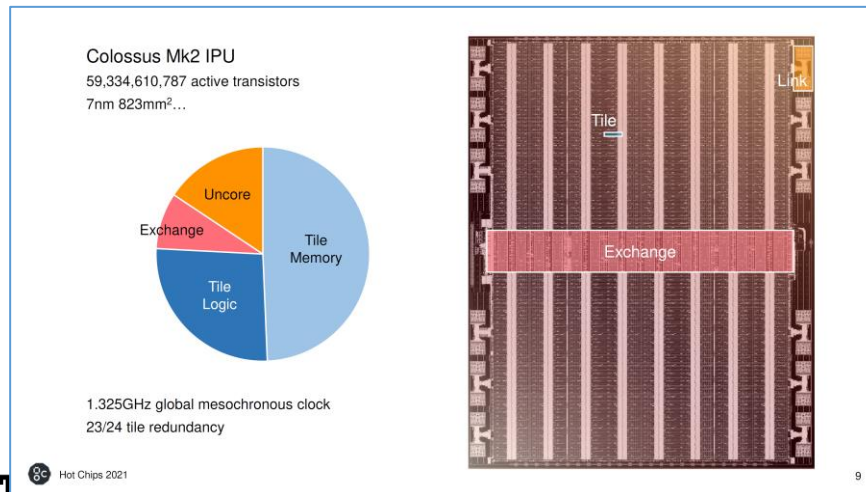 Colossus Mk2 IPU
59,334,610,787 active transistors
7nm 823mm²…
Uncore
Exchange
Tile
Memory
Tile
Logic
1.325GHz global mesochronous clock
23/24 tile redundancy
Link
Tile
Exchange
Hot Chips 2021
9